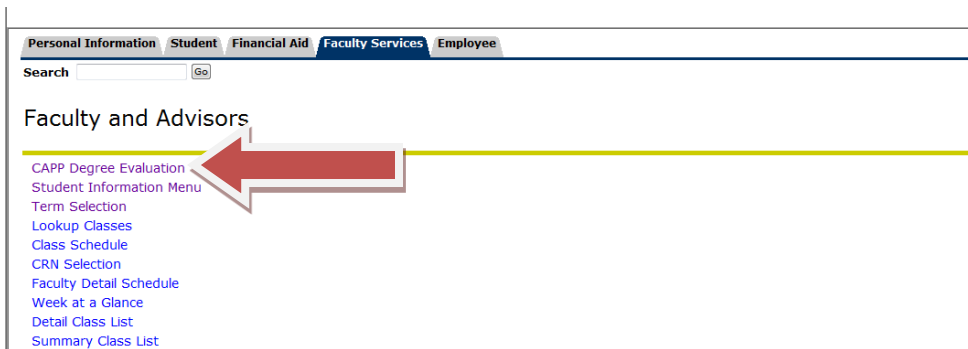 Personal Information Student Financial Aid Faculty Services Employee
Search Go
Faculty and Advisors
CAPP Degree Evaluation
Student Information Menu
Term Selection
Lookup Classes
Class Schedule
CRN Selection
Faculty Detail Schedule
Week at a Glance
Detail Class List
Summary Class List